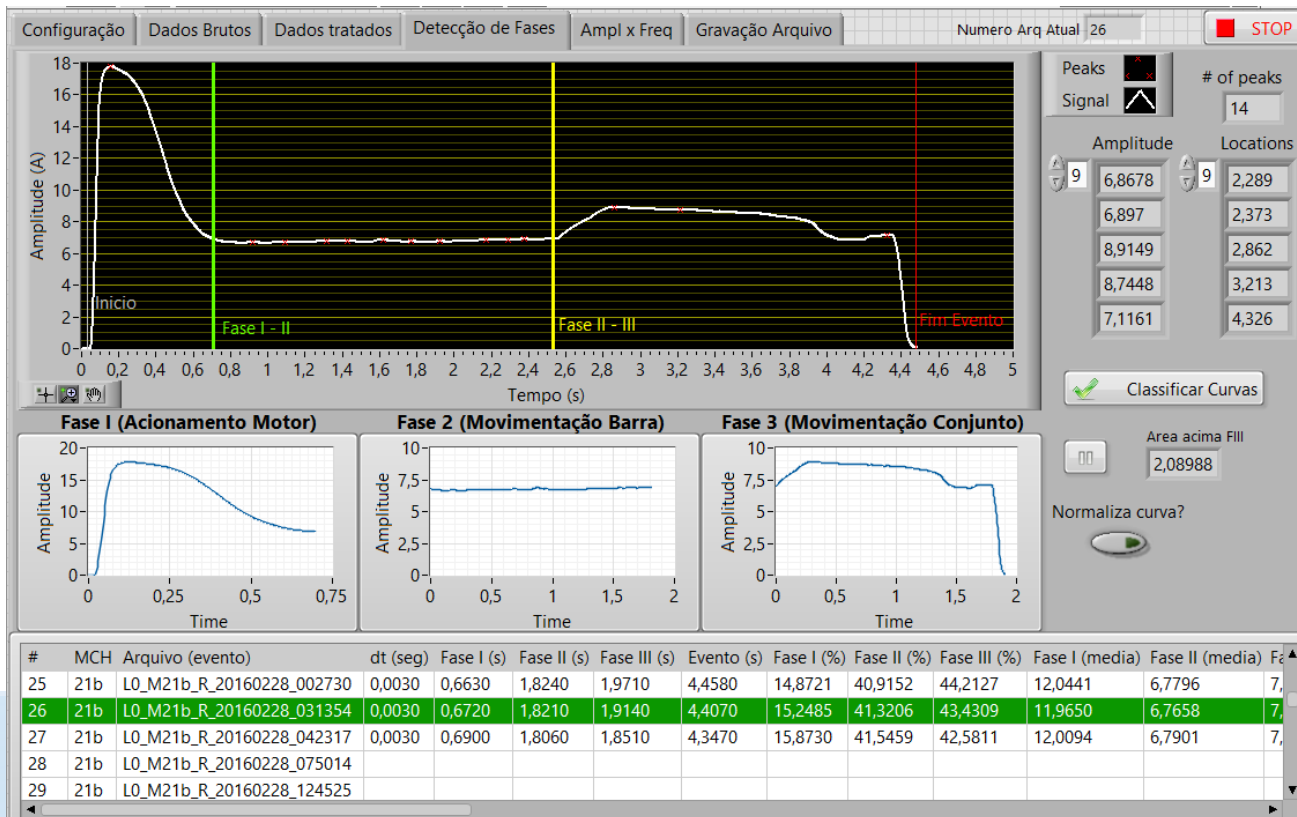 Configuração Dados Brutos Dados tratados Detecção de Fases Ampl x Freq Gravação Arquivo Numero Arq Atual 26 STOP
18
16
14
12
10
8
6
4
2
0
Amplitude (A)
Inicio
Fase I - II
Fase II - III
Fim Evento
0 0,2 0,4 0,6 0,8 1 1,2 1,4 1,6 1,8 2 2,2 2,4 2,6 2,8 3 3,2 3,4 3,6 3,8 4 4,2 4,4 4,6 4,8 5
Tempo (s)
Peaks
Signal
# of peaks
14
Amplitude Locations
9 6,8678 9 2,289
6,897 2,373
8,9149 2,862
8,7448 3,213
7,1161 4,326
Classificar Curvas
Area acima FIII
2,08988
Normaliza curva?
Fase I (Acionamento Motor)
20
15
10
5
0
Amplitude
0 0,25 0,5 0,75
Time
Fase 2 (Movimentação Barra)
10
7,5
5
2,5
0
Amplitude
0 0,5 1 1,5 2
Time
Fase 3 (Movimentação Conjunto)
10
7,5
5
2,5
0
Amplitude
0 0,5 1 1,5 2
Time
# MCH Arquivo (evento) dt (seg) Fase I (s) Fase II (s) Fase III (s) Evento (s) Fase I (%) Fase II (%) Fase III (%) Fase I (media) Fase II (media)
25 21b L0_M21b_R_20160228_002730 0,0030 0,6630 1,8240 1,9710 4,4580 14,8721 40,9152 44,2127 12,0441 6,7796 7,
26 21b L0_M21b_R_20160228_031354 0,0030 0,6720 1,8210 1,9140 4,4070 15,2485 41,3206 43,4309 11,9650 6,7658 7,
27 21b L0_M21b_R_20160228_042317 0,0030 0,6900 1,8060 1,8510 4,3470 15,8730 41,5459 42,5811 12,0094 6,7901 7,
28 21b L0_M21b_R_20160228_075014
29 21b L0_M21b_R_20160228_124525